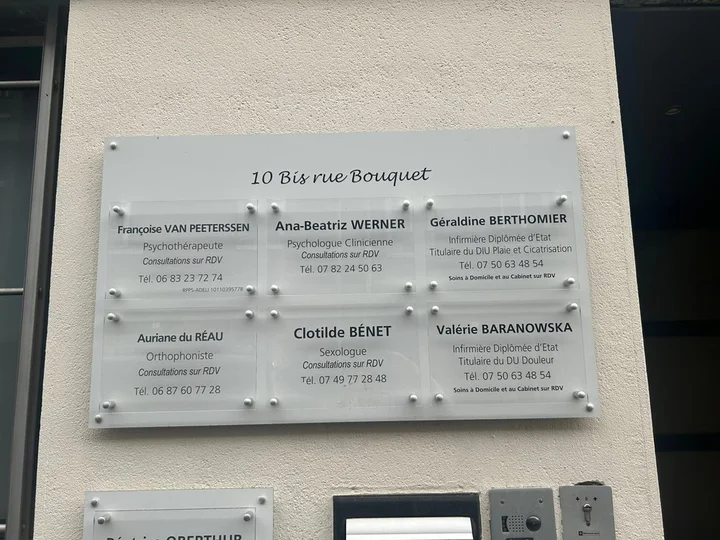 10 Bis rue Bouquet
Françoise VAN PEETERSSEN
Psychothérapeute
Consultations sur RDV
Tél. 06 83 23 72 74
RPPS-ADELI 10110395778
Ana-Beatriz WERNER
Psychologue Clinicienne
Consultations sur RDV
Tél. 07 82 24 50 63
Géraldine BERTHOMIER
Infirmière Diplômée d'Etat
Titulaire du DIU Plaie et Cicatrisation
Tél. 07 50 63 48 54
Soins à Domicile et au Cabinet sur RDV
Auriane du RÉAU
Orthophoniste
Consultations sur RDV
Tél. 06 87 60 77 28
Clotilde BÉNET
Sexologue
Consultations sur RDV
Tél. 07 49 77 28 48
Valérie BARANOWSKA
Infirmière Diplômée d'Etat
Titulaire du DU Douleur
Tél. 07 50 63 48 54
Soins à Domicile et au Cabinet sur RDV
Béatrice OBERTHUR